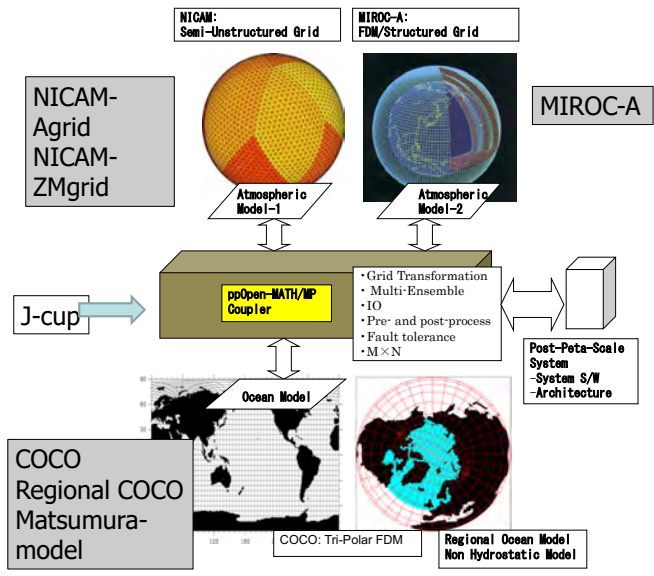 NICAM:
Semi-Unstructured Grid
MIROC-A:
FDM/Structured Grid
NICAM-
Agrid
NICAM-
ZMgrid
MIROC-A
Atmospheric
Model-1
Atmospheric
Model-2
J-cup
ppOpen-MATH/MP
Coupler
・Grid Transformation
・Multi-Ensemble
・IO
・Pre- and post-process
・Fault tolerance
・M×N
Post-Peta-Scale
System
-System S/W
-Architecture
Ocean Model
COCO
Regional COCO
Matsumura-
model
COCO: Tri-Polar FDM
Regional Ocean Model
Non Hydrostatic Model